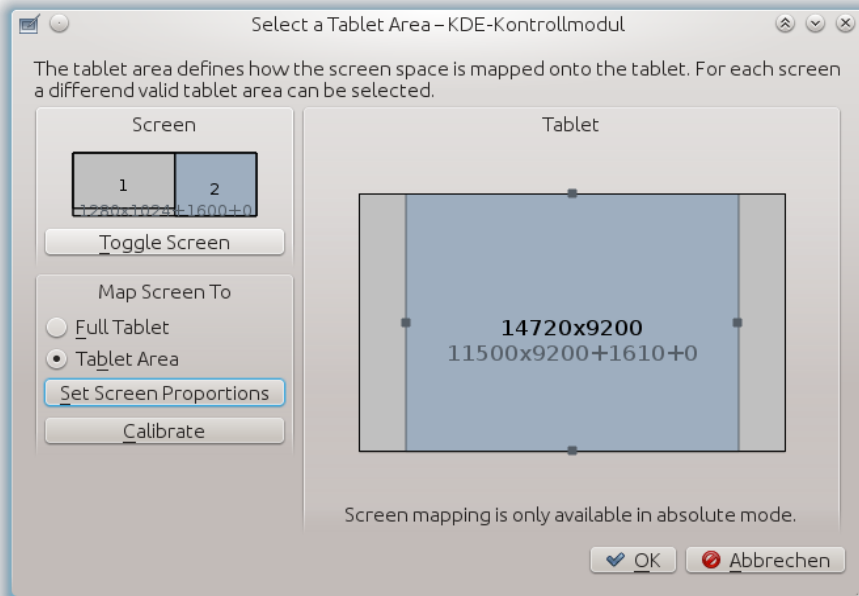 Select a Tablet Area – KDE-Kontrollmodul
The tablet area defines how the screen space is mapped onto the tablet. For each screen
a differend valid tablet area can be selected.
Screen
1
2
1280x1024+1600+0
Toggle Screen
Map Screen To
Full Tablet
Tablet Area
Set Screen Proportions
Calibrate
Tablet
14720x9200
11500x9200+1610+0
Screen mapping is only available in absolute mode.
OK
Abbrechen